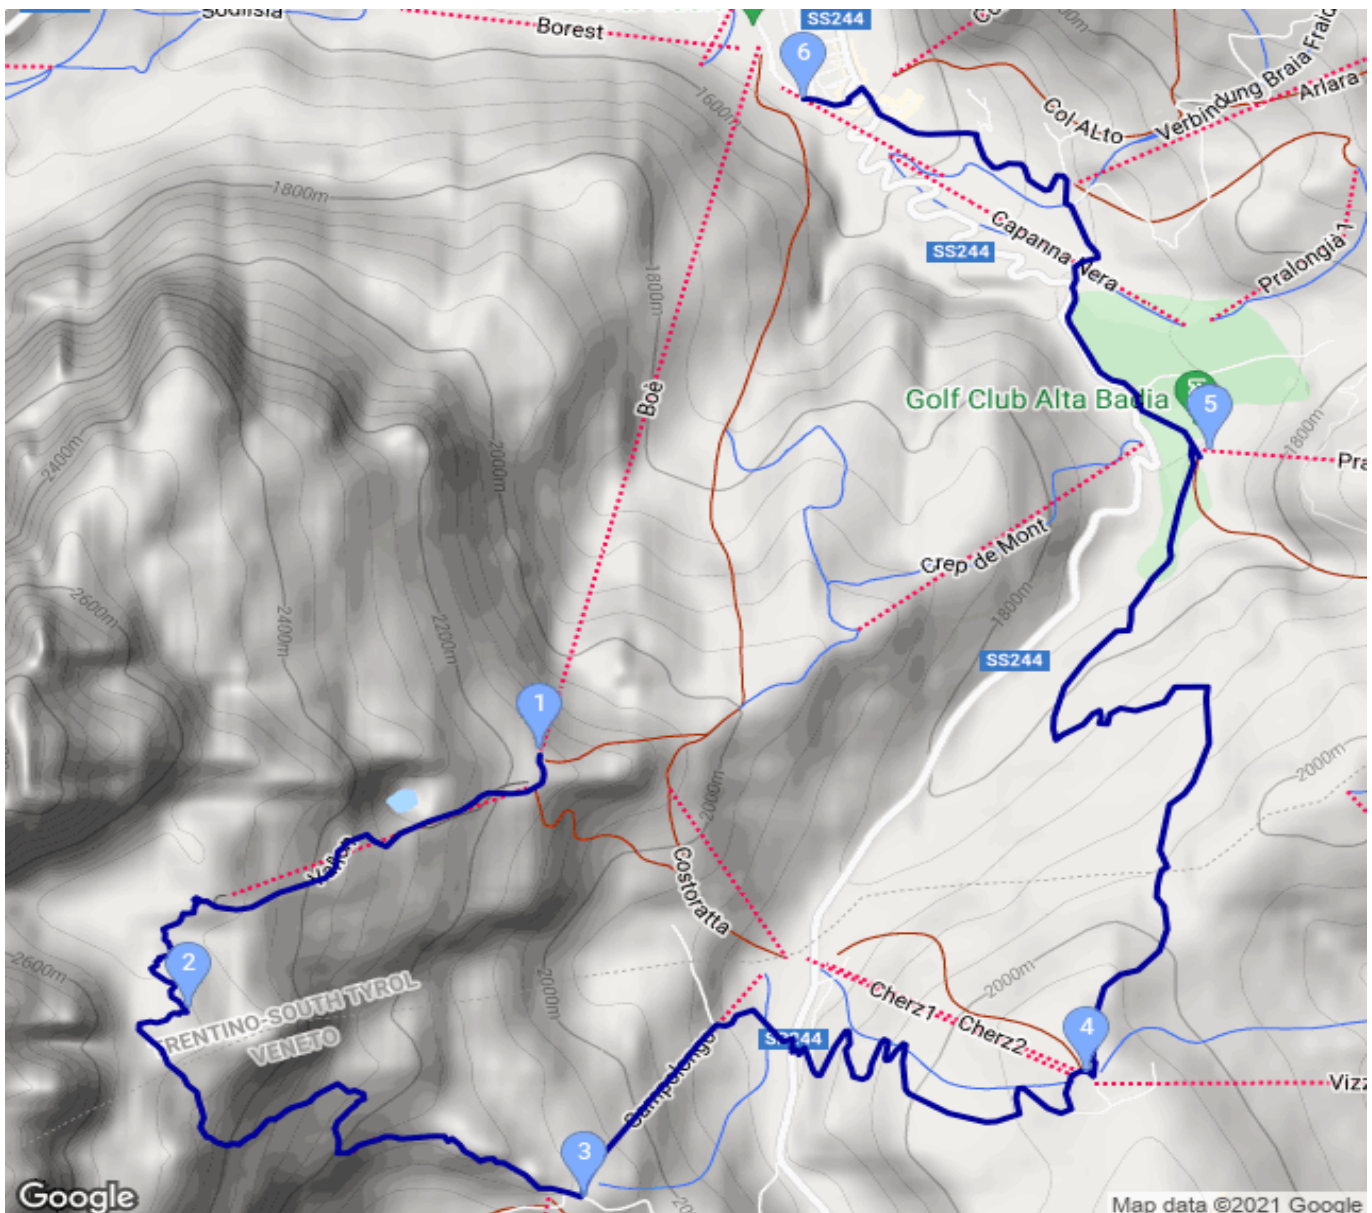 Borest
SS244
6
1600m
Col ALto
Verbindung Braia Fraida
Arlara
1800m
Capanna Nera
SS244
Pralongià 1
1800m
Boè
Golf Club Alta Badia
5
1800m
2400m
2000m
Crep de Mont
1800m
2600m
2400m
2200m
SS244
1
2000m
2000m
Costoratta
2
2600m
TRENTINO-SOUTH TYROL
VENETO
2000m
2000m
Cherz1
Cherz2
4
SS244
Campolongo
3
Google
Map data ©2021 Google